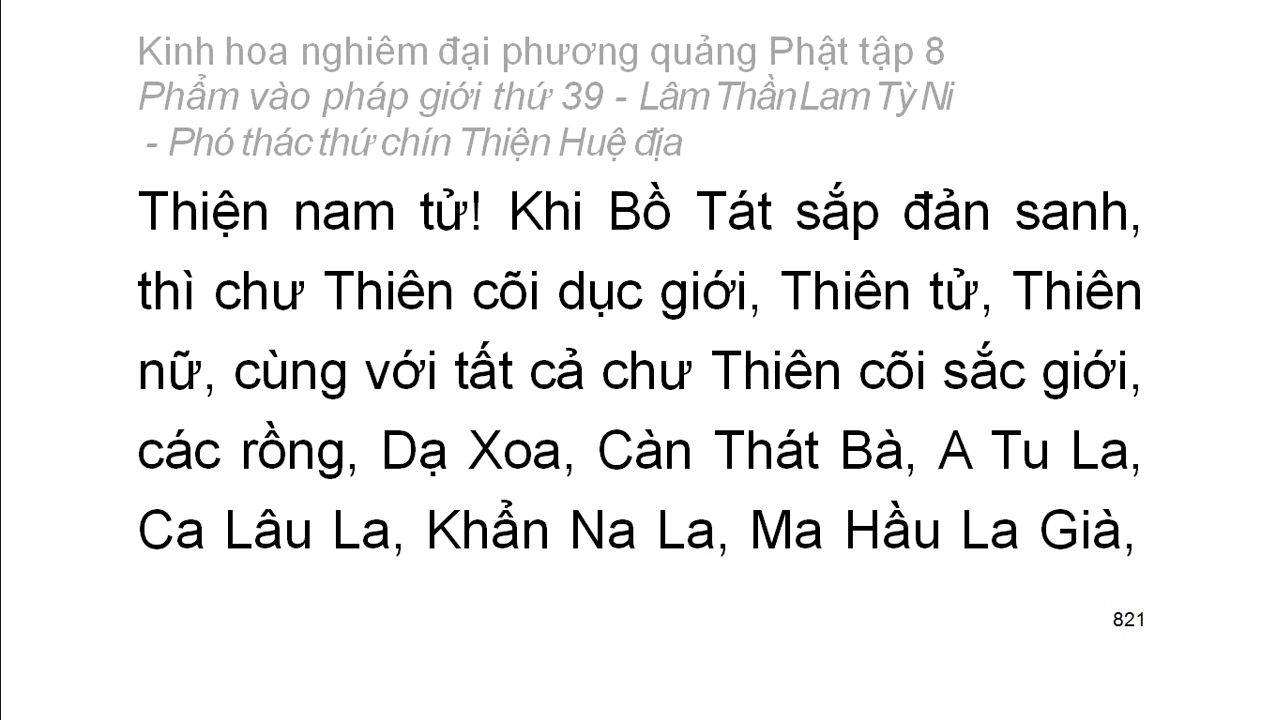 Kinh hoa nghiêm đại phương quảng Phật tập 8
Phẩm vào pháp giới thứ 39 - Lâm Thần Lam Tỳ Ni
- Phó thác thứ chín Thiện Huệ địa
Thiện nam tử! Khi Bồ Tát sắp đản sanh,
thì chư Thiên cõi dục giới, Thiên tử, Thiên
nữ, cùng với tất cả chư Thiên cõi sắc giới,
các rồng, Dạ Xoa, Càn Thát Bà, A Tu La,
Ca Lâu La, Khẩn Na La, Ma Hầu La Già,
821